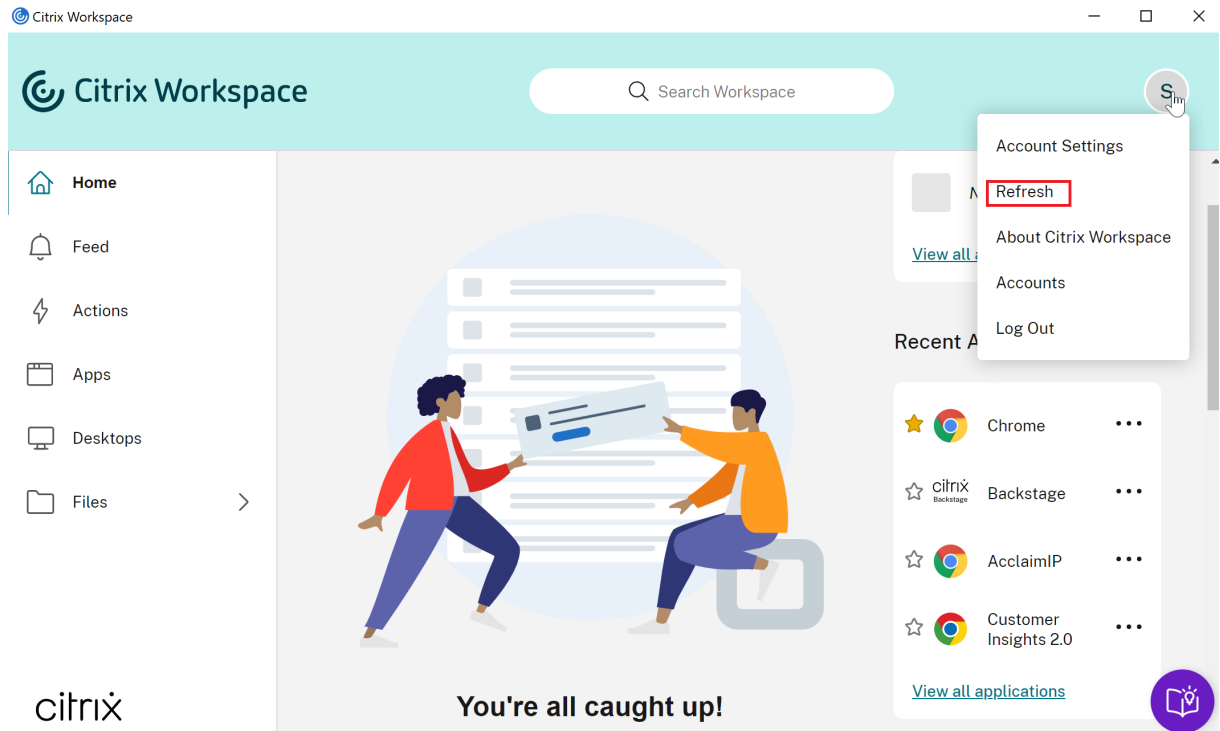 Citrix Workspace
Citrix Workspace
Search Workspace
S
Account Settings
Refresh
About Citrix Workspace
Accounts
Log Out
Home
Feed
Actions
Apps
Desktops
Files
citrix
View all
Recent A
Chrome
citrix
Backstage
Backstage
AcclaimIP
Customer
Insights 2.0
View all applications
You're all caught up!